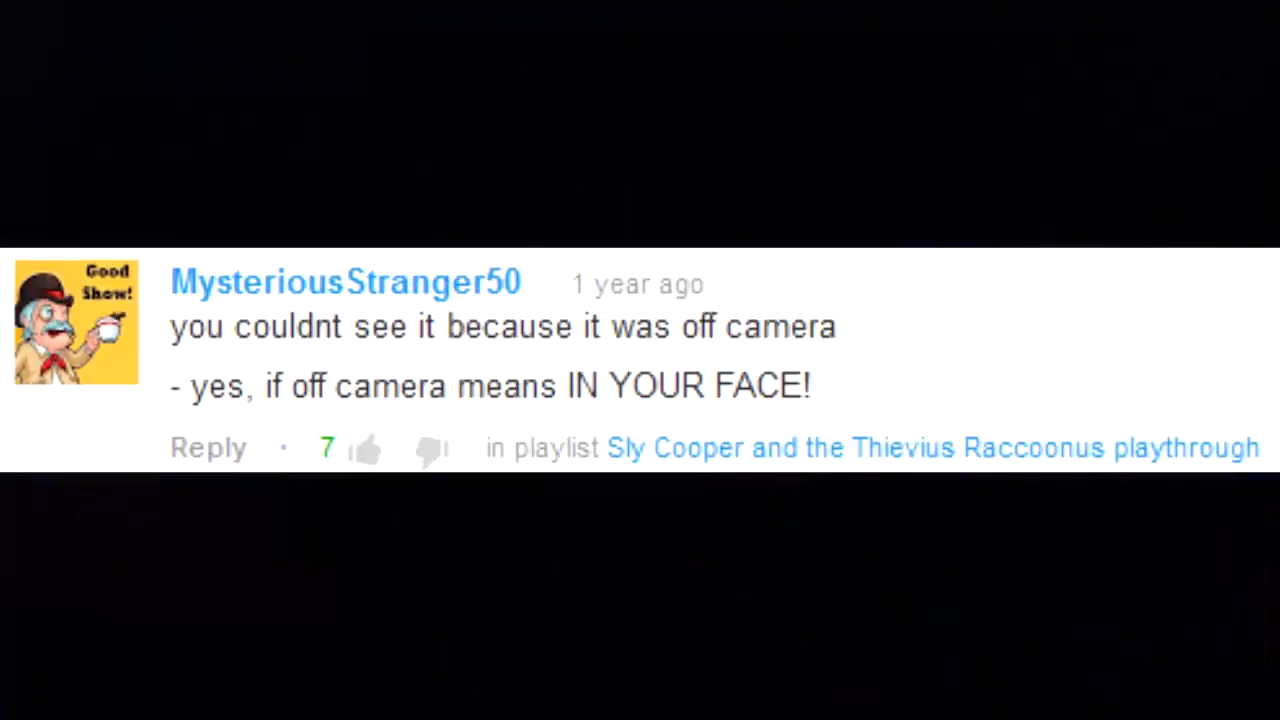 Good
Show!
MysteriousStranger50 1 year ago
you couldnt see it because it was off camera
- yes, if off camera means IN YOUR FACE!
Reply · 7 in playlist Sly Cooper and the Thievius Raccoonus playthrough